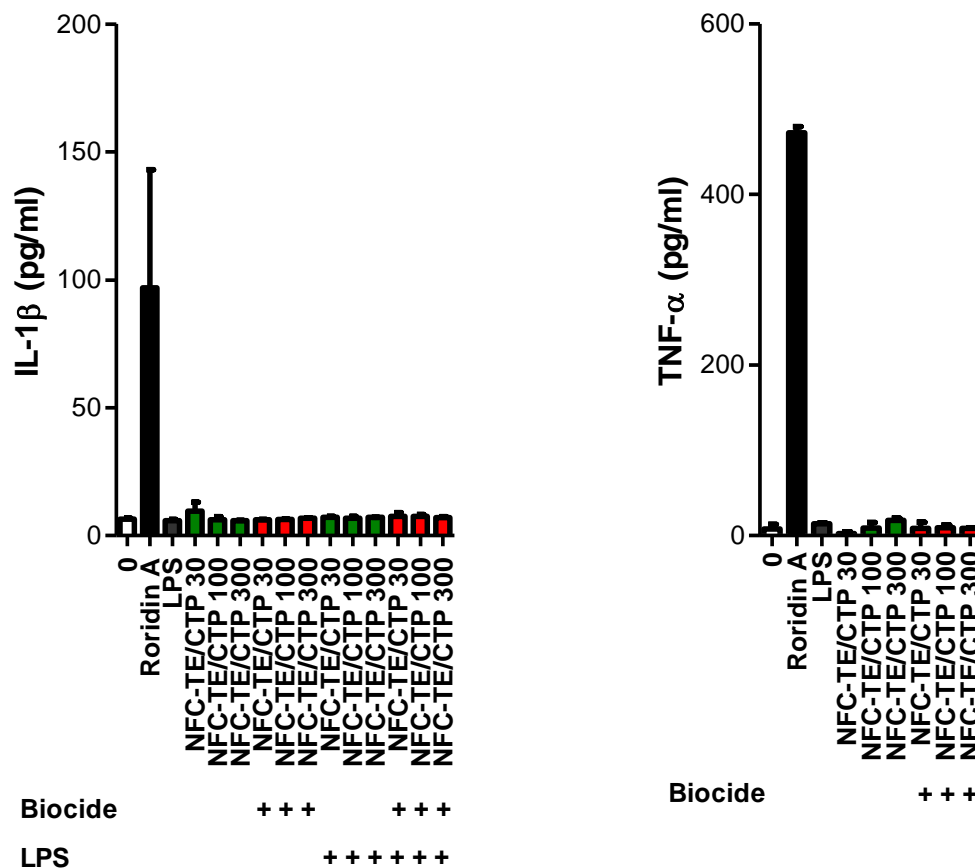 200
150
100
50
0
IL-1β (pg/ml)
0
Roridin A
LPS
NFC-TE/CTP 30
NFC-TE/CTP 100
NFC-TE/CTP 300
NFC-TE/CTP 30
NFC-TE/CTP 100
NFC-TE/CTP 300
NFC-TE/CTP 30
NFC-TE/CTP 100
NFC-TE/CTP 300
NFC-TE/CTP 30
NFC-TE/CTP 100
NFC-TE/CTP 300
Biocide + + + + + +
LPS + + + + + +
600
400
200
0
TNF-α (pg/ml)
0
Roridin A
LPS
NFC-TE/CTP 30
NFC-TE/CTP 100
NFC-TE/CTP 300
NFC-TE/CTP 30
NFC-TE/CTP 100
NFC-TE/CTP 300
Biocide + + +